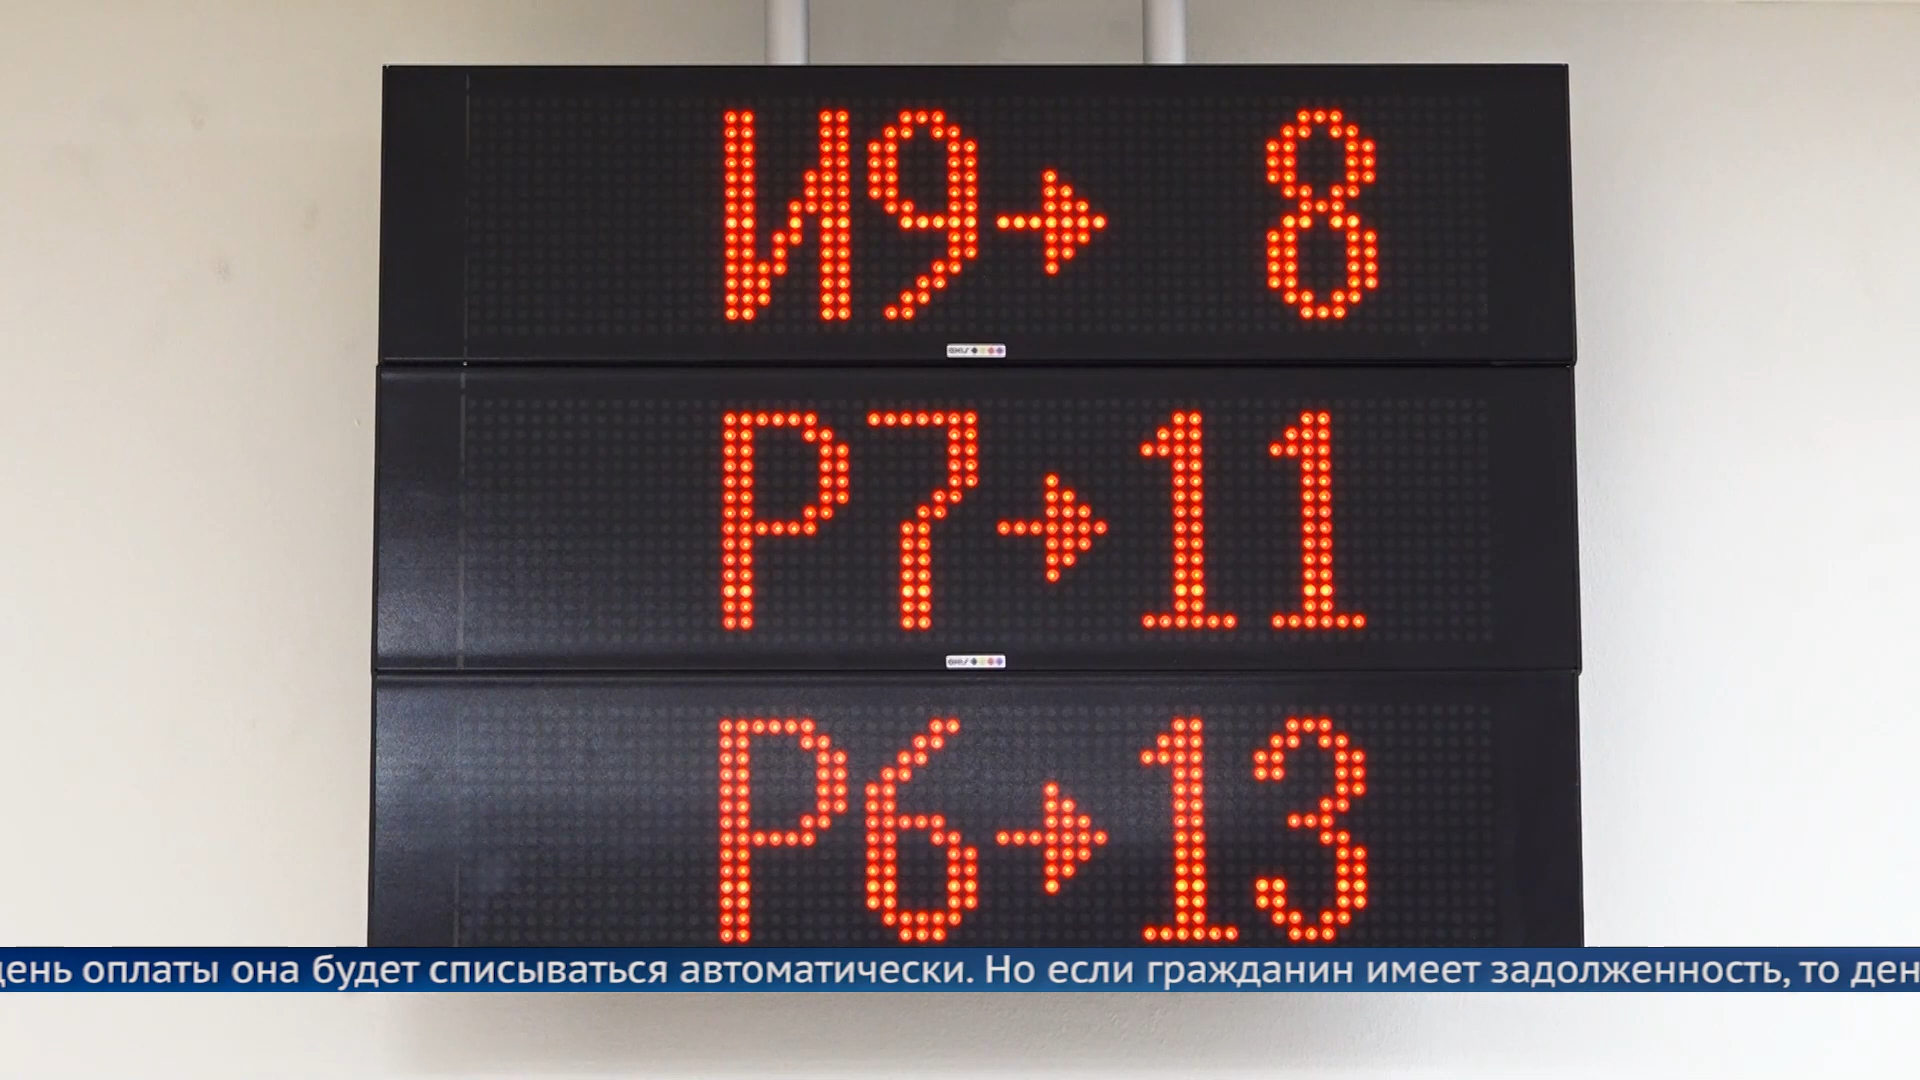 И9→ 8
Р7→11
Р6→13
день оплаты она будет списываться автоматически. Но если гражданин имеет задолженность, то ден